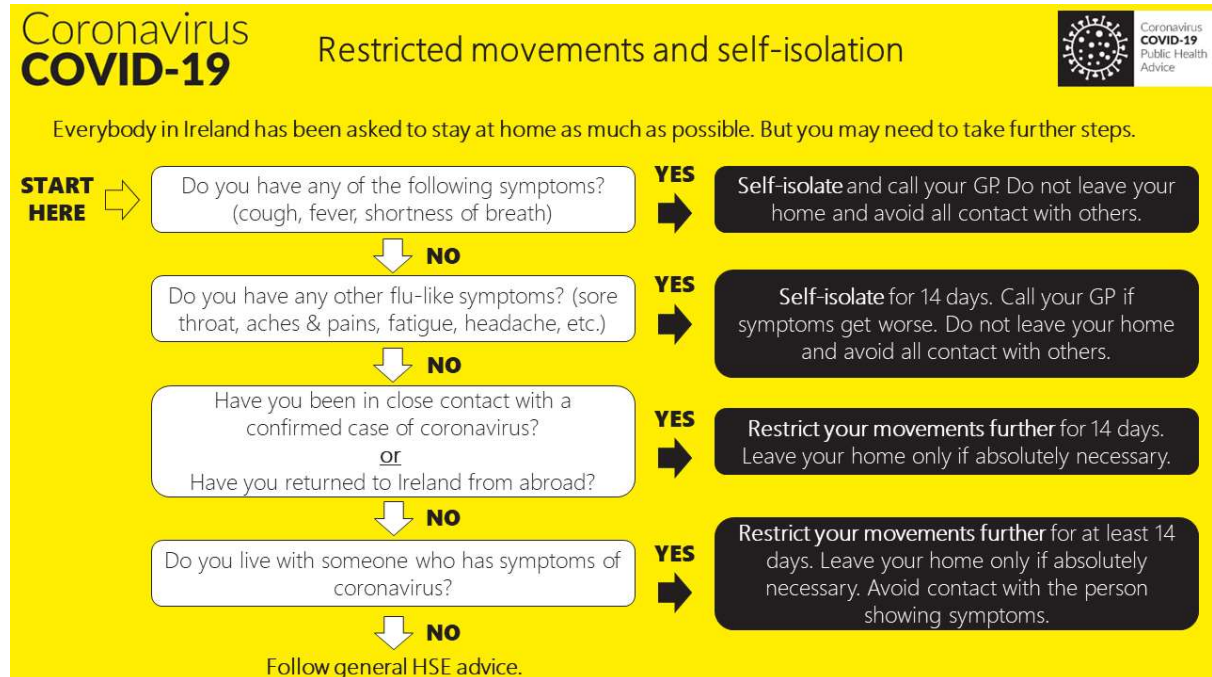 Coronavirus
COVID-19
Restricted movements and self-isolation
Coronavirus
COVID-19
Public Health
Advice
Everybody in Ireland has been asked to stay at home as much as possible. But you may need to take further steps.
START
HERE
Do you have any of the following symptoms?
(cough, fever, shortness of breath)
YES
Self-isolate and call your GP. Do not leave your
home and avoid all contact with others.
NO
Do you have any other flu-like symptoms? (sore
throat, aches & pains, fatigue, headache, etc.)
YES
Self-isolate for 14 days. Call your GP if
symptoms get worse. Do not leave your home
and avoid all contact with others.
NO
Have you been in close contact with a
confirmed case of coronavirus?
or
Have you returned to Ireland from abroad?
YES
Restrict your movements further for 14 days.
Leave your home only if absolutely necessary.
NO
Do you live with someone who has symptoms of
coronavirus?
YES
Restrict your movements further for at least 14
days. Leave your home only if absolutely
necessary. Avoid contact with the person
showing symptoms.
NO
Follow general HSE advice.